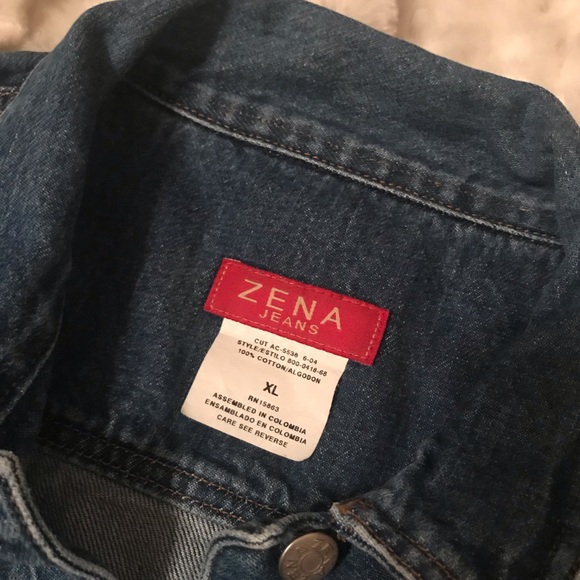 ZENA
JEANS
CUT AC-5536 6-04
STYLE/ESTILO 800-0418-68
100% COTTON/ALGODON
XL
RN15863
ASSEMBLED IN COLOMBIA
ENSAMBLADO EN COLOMBIA
CARE SEE REVERSE